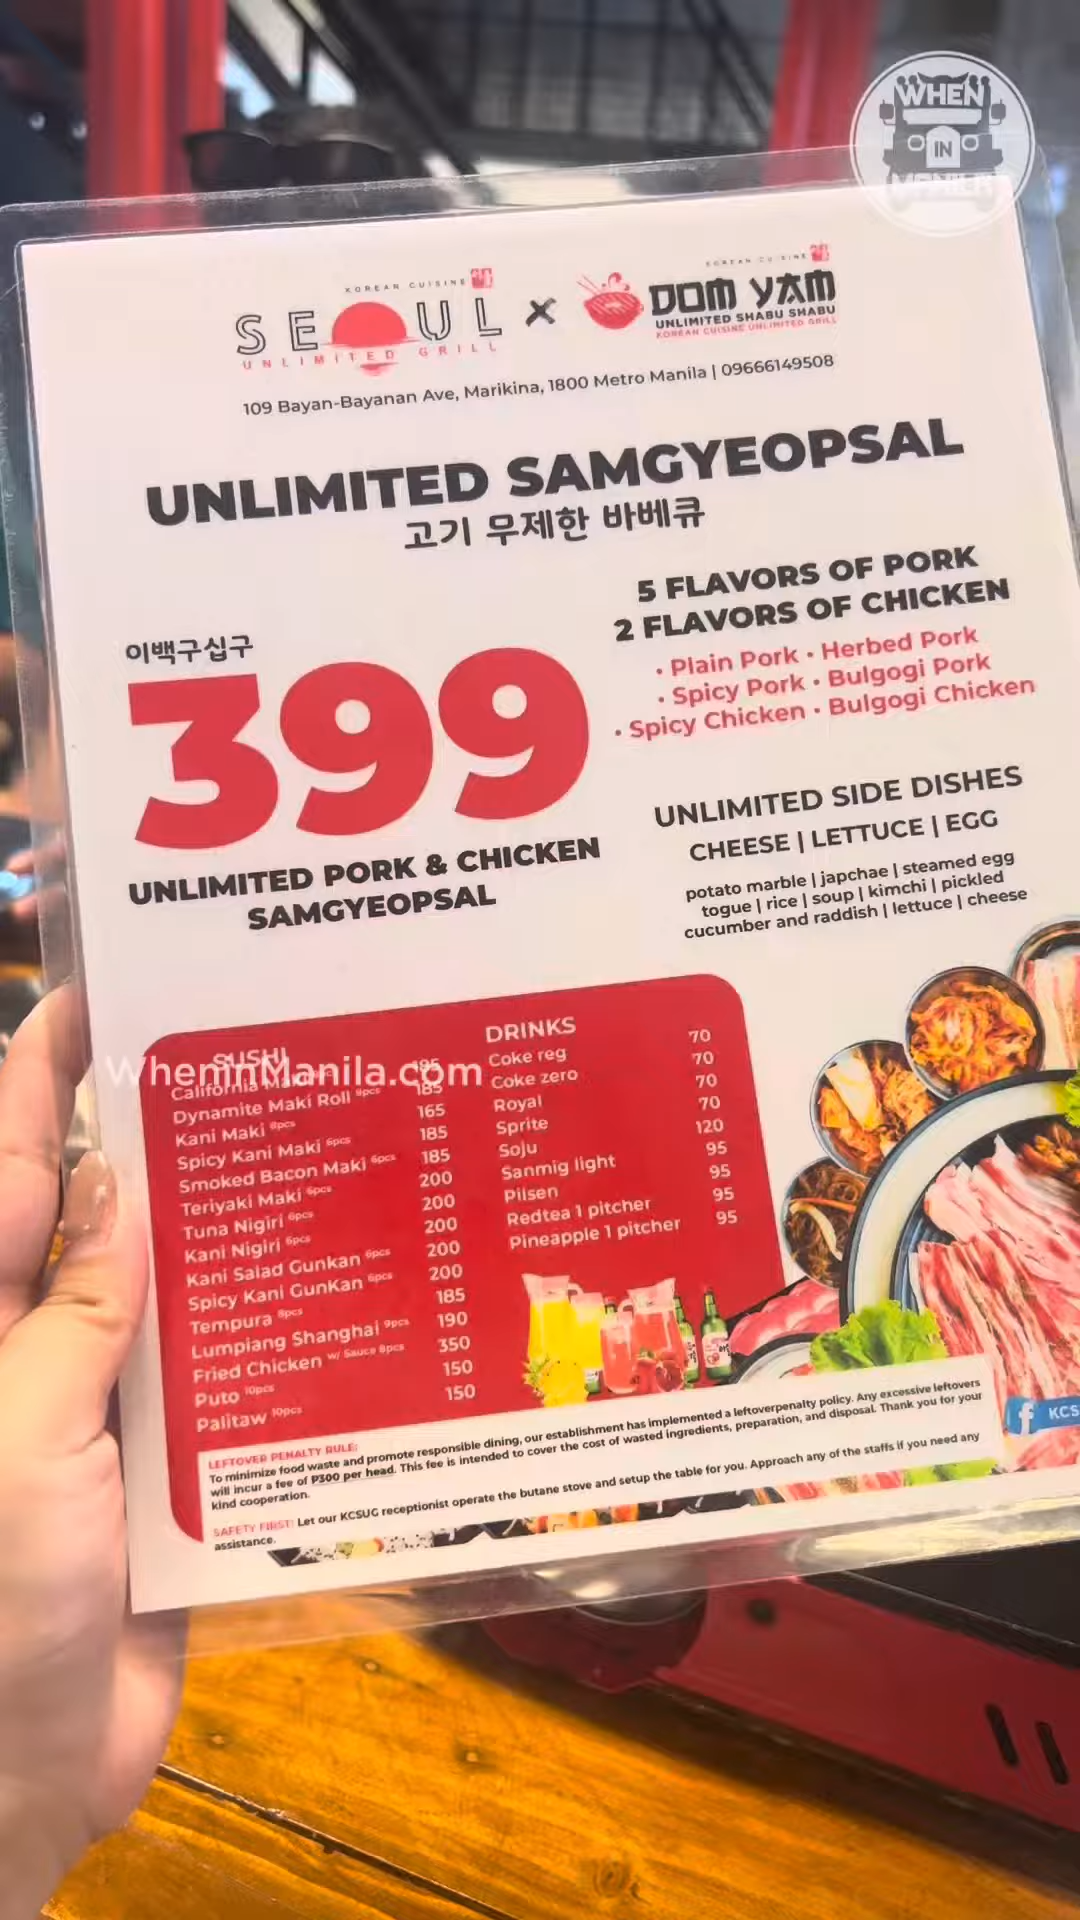 WHEN
IN
MANILA
KOREAN CUISINE
SEOUL
UNLIMITED GRILL
×
KOREAN CUISINE
DOM YAM
UNLIMITED SHABU SHABU
KOREAN CUISINE UNLIMITED GRILL
109 Bayan-Bayanan Ave, Marikina, 1800 Metro Manila | 09666149508
UNLIMITED SAMGYEOPSAL
고기 무제한 바베큐
5 FLAVORS OF PORK
2 FLAVORS OF CHICKEN
• Plain Pork • Herbed Pork
• Spicy Pork • Bulgogi Pork
• Spicy Chicken • Bulgogi Chicken
이백구십구
399
UNLIMITED PORK & CHICKEN
SAMGYEOPSAL
UNLIMITED SIDE DISHES
CHEESE | LETTUCE | EGG
potato marble | japchae | steamed egg
togue | rice | soup | kimchi | pickled
cucumber and raddish | lettuce | cheese
WheninManila.com
SUSHI
California Maki 185
Dynamite Maki Roll 8pcs 185
Kani Maki 8pcs 165
Spicy Kani Maki 6pcs 185
Smoked Bacon Maki 6pcs 185
Teriyaki Maki 6pcs 200
Tuna Nigiri 6pcs 200
Kani Nigiri 6pcs 200
Kani Salad Gunkan 6pcs 200
Spicy Kani GunKan 6pcs 200
Tempura 8pcs 185
Lumpiang Shanghai 9pcs 190
Fried Chicken w/ Sauce 8pcs 350
Puto 10pcs 150
Palitaw 10pcs 150
DRINKS
Coke reg 70
Coke zero 70
Royal 70
Sprite 70
Soju 120
Sanmig light 95
Pilsen 95
Redtea 1 pitcher 95
Pineapple 1 pitcher 95
LEFTOVER PENALTY RULE:
To minimize food waste and promote responsible dining, our establishment has implemented a leftoverpenalty policy. Any excessive leftovers
will incur a fee of P300 per head. This fee is intended to cover the cost of wasted ingredients, preparation, and disposal. Thank you for your
kind cooperation.
SAFETY FIRST: Let our KCSUG receptionist operate the butane stove and setup the table for you. Approach any of the staffs if you need any
assistance.
f KCS